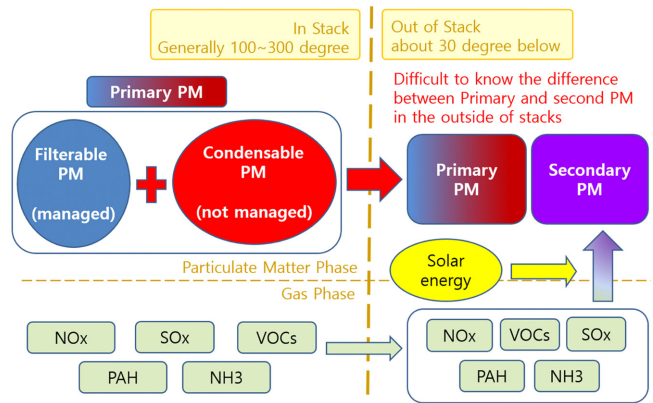 In Stack
Generally 100~300 degree
Out of Stack
about 30 degree below
Primary PM
Difficult to know the difference
between Primary and second PM
in the outside of stacks
Filterable
PM
(managed)
Condensable
PM
(not managed)
Primary
PM
Secondary
PM
Particulate Matter Phase
Gas Phase
Solar
energy
NOx
SOx
VOCs
PAH
NH3
NOx
VOCs
SOx
PAH
NH3